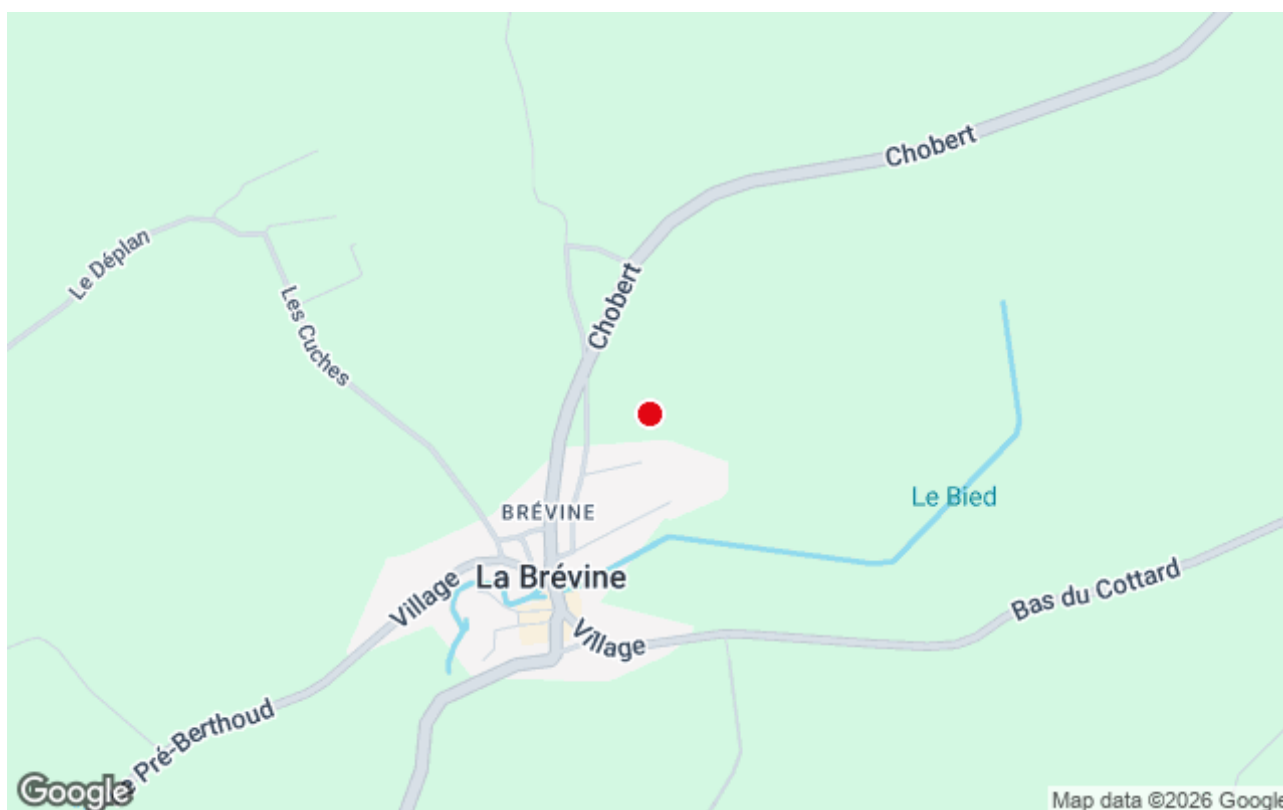 Chobert
Le Déplan
Chobert
Les Cuches
Le Bied
BRÉVINE
La Brévine
Village
Bas du Cottard
Village
Pré-Berthoud
Google
Map data ©2026 Google